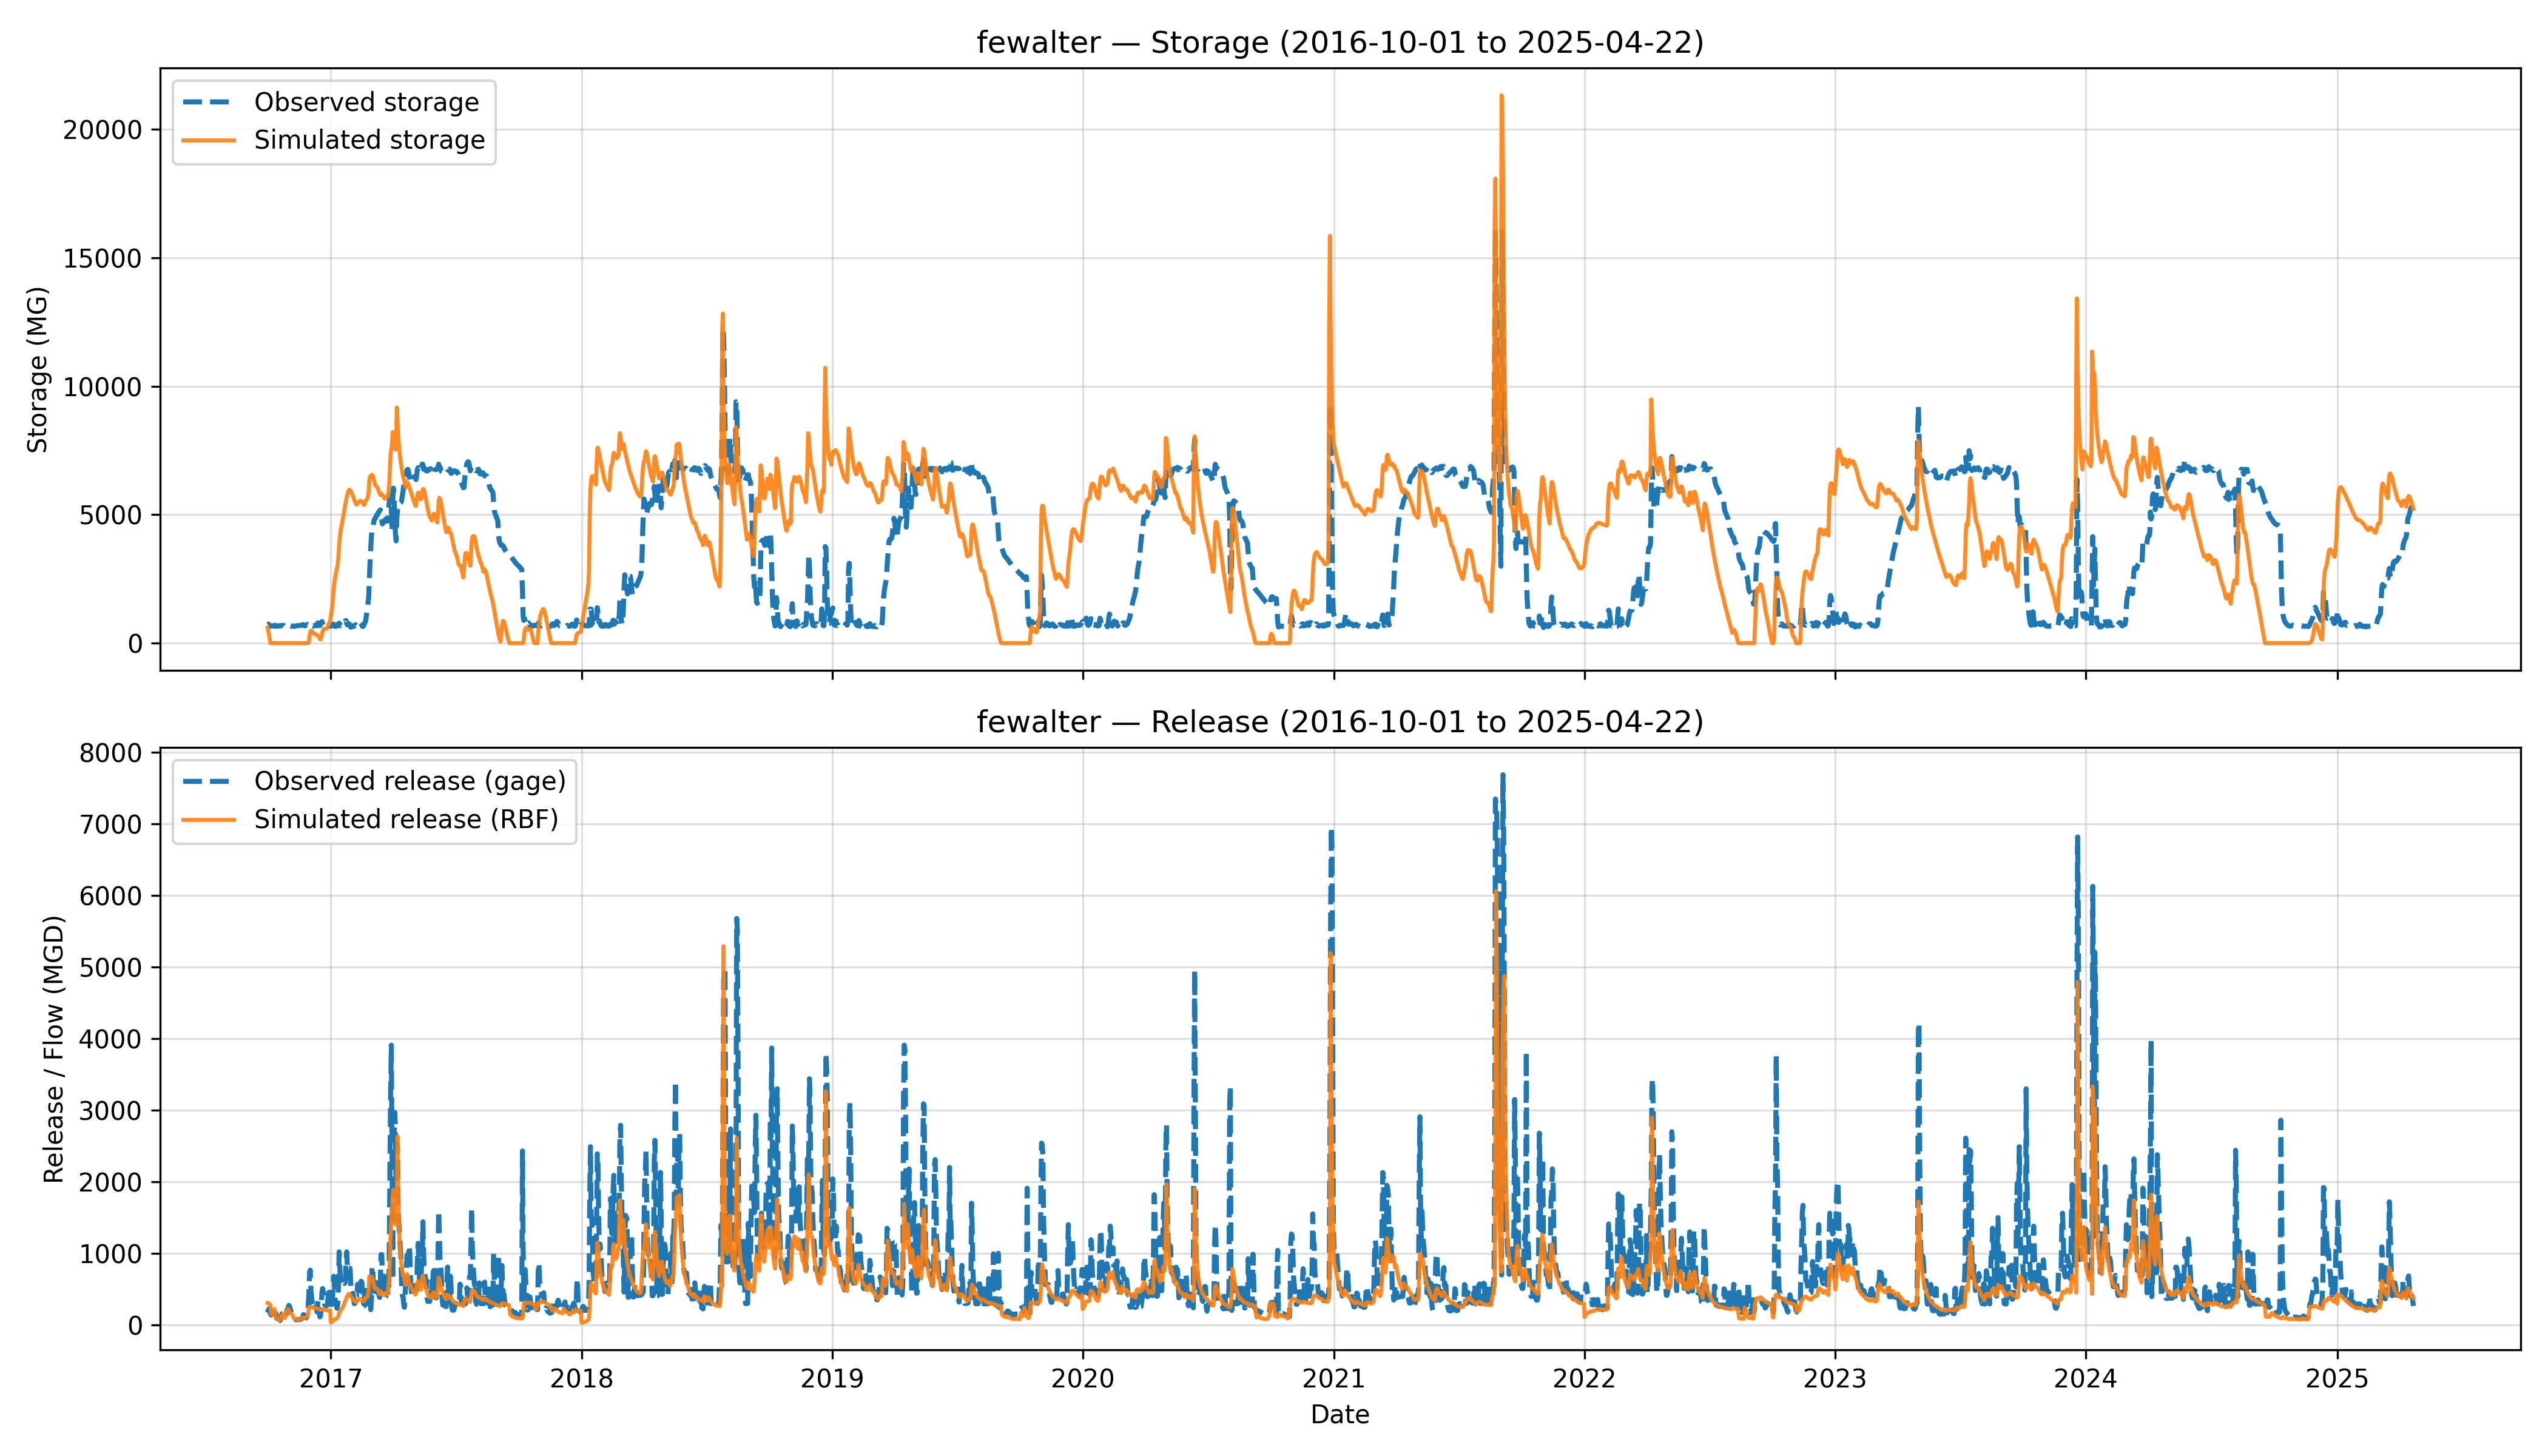 fewalter — Storage (2016-10-01 to 2025-04-22)
Observed storage
Simulated storage
Storage (MG)
20000
15000
10000
5000
0
fewalter — Release (2016-10-01 to 2025-04-22)
Observed release (gage)
Simulated release (RBF)
Release / Flow (MGD)
8000
7000
6000
5000
4000
3000
2000
1000
0
2017 2018 2019 2020 2021 2022 2023 2024 2025
Date